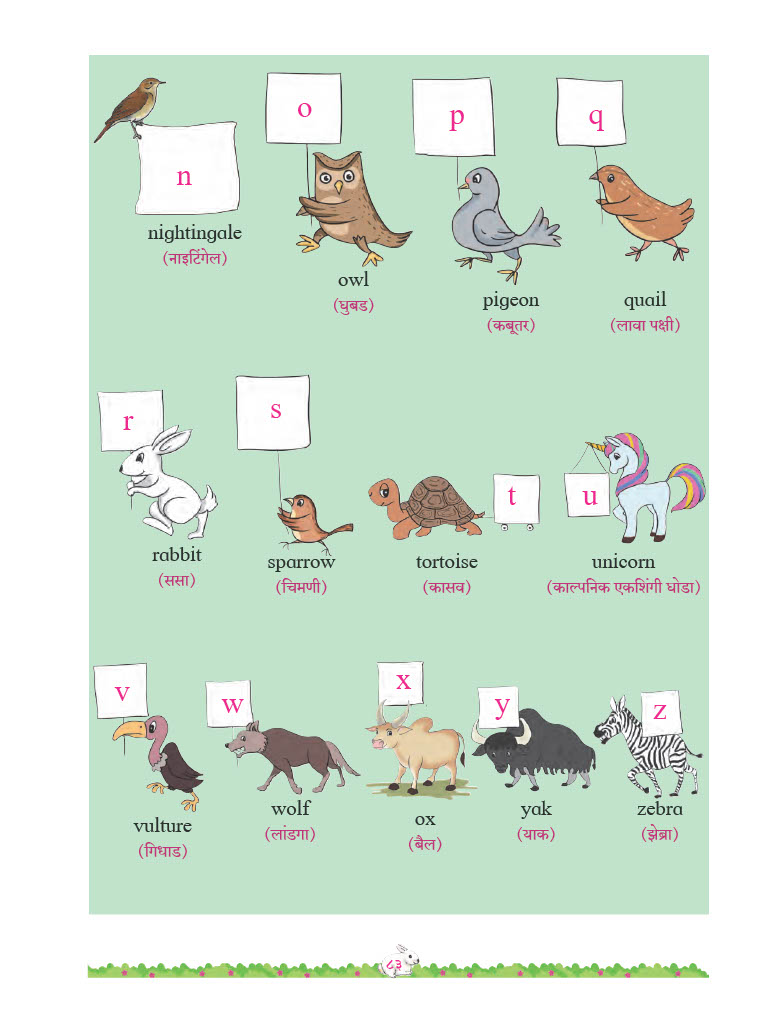 n
nightingale
(नाइटिंगेल)
o
owl
(घुबड)
p
pigeon
(कबूतर)
q
quail
(लावा पक्षी)
r
rabbit
(ससा)
s
sparrow
(चिमणी)
t
tortoise
(कासव)
u
unicorn
(काल्पनिक एकशिंगी घोडा)
v
vulture
(गिधाड)
w
wolf
(लांडगा)
x
ox
(बैल)
y
yak
(याक)
z
zebra
(झेब्रा)
८३